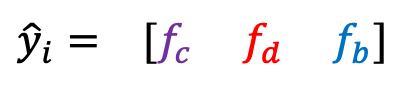 ŷᵢ = [f_c f_d f_b]